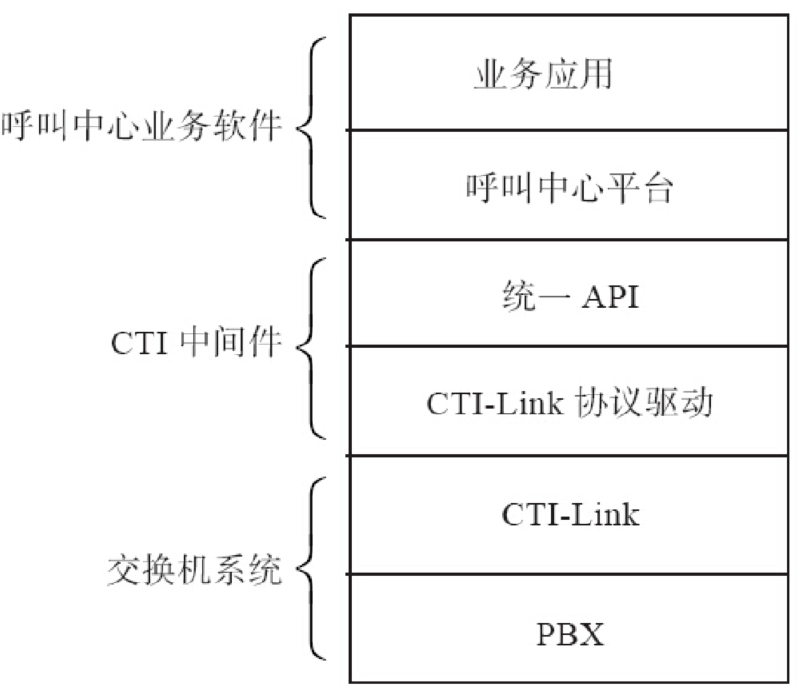 业务应用
呼叫中心业务软件
呼叫中心平台
统一 API
CTI 中间件
CTI-Link 协议驱动
CTI-Link
交换机系统
PBX